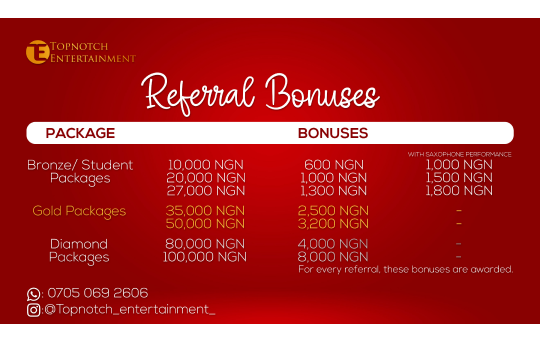 TOPNOTCH
ENTERTAINMENT
Referral Bonuses
PACKAGE BONUSES
WITH SAXOPHONE PERFORMANCE
Bronze/ Student 10,000 NGN 600 NGN 1,000 NGN
Packages 20,000 NGN 1,000 NGN 1,500 NGN
27,000 NGN 1,300 NGN 1,800 NGN
Gold Packages 35,000 NGN 2,500 NGN -
50,000 NGN 3,200 NGN -
Diamond 80,000 NGN 4,000 NGN -
Packages 100,000 NGN 8,000 NGN -
For every referral, these bonuses are awarded.
: 0705 069 2606
:@Topnotch_entertainment_